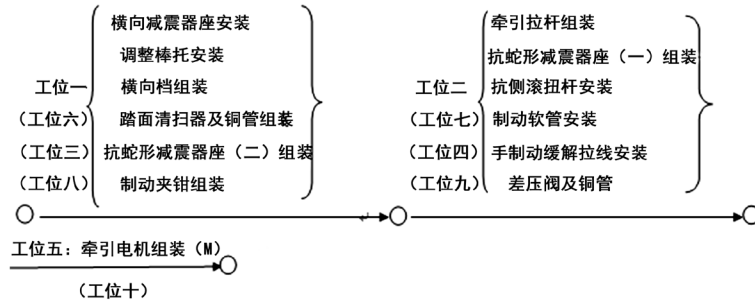 横向减震器座安装
调整棒托安装
工位一 横向档组装
（工位六） 踏面清扫器及铜管组装
（工位三） 抗蛇形减震器座（二）组装
（工位八） 制动夹钳组装
牵引拉杆组装
抗蛇形减震器座（一）组装
工位二 抗侧滚扭杆安装
（工位七） 制动软管安装
（工位四） 手制动缓解拉线安装
（工位九） 差压阀及铜管
工位五：牵引电机组装（M）
（工位十）